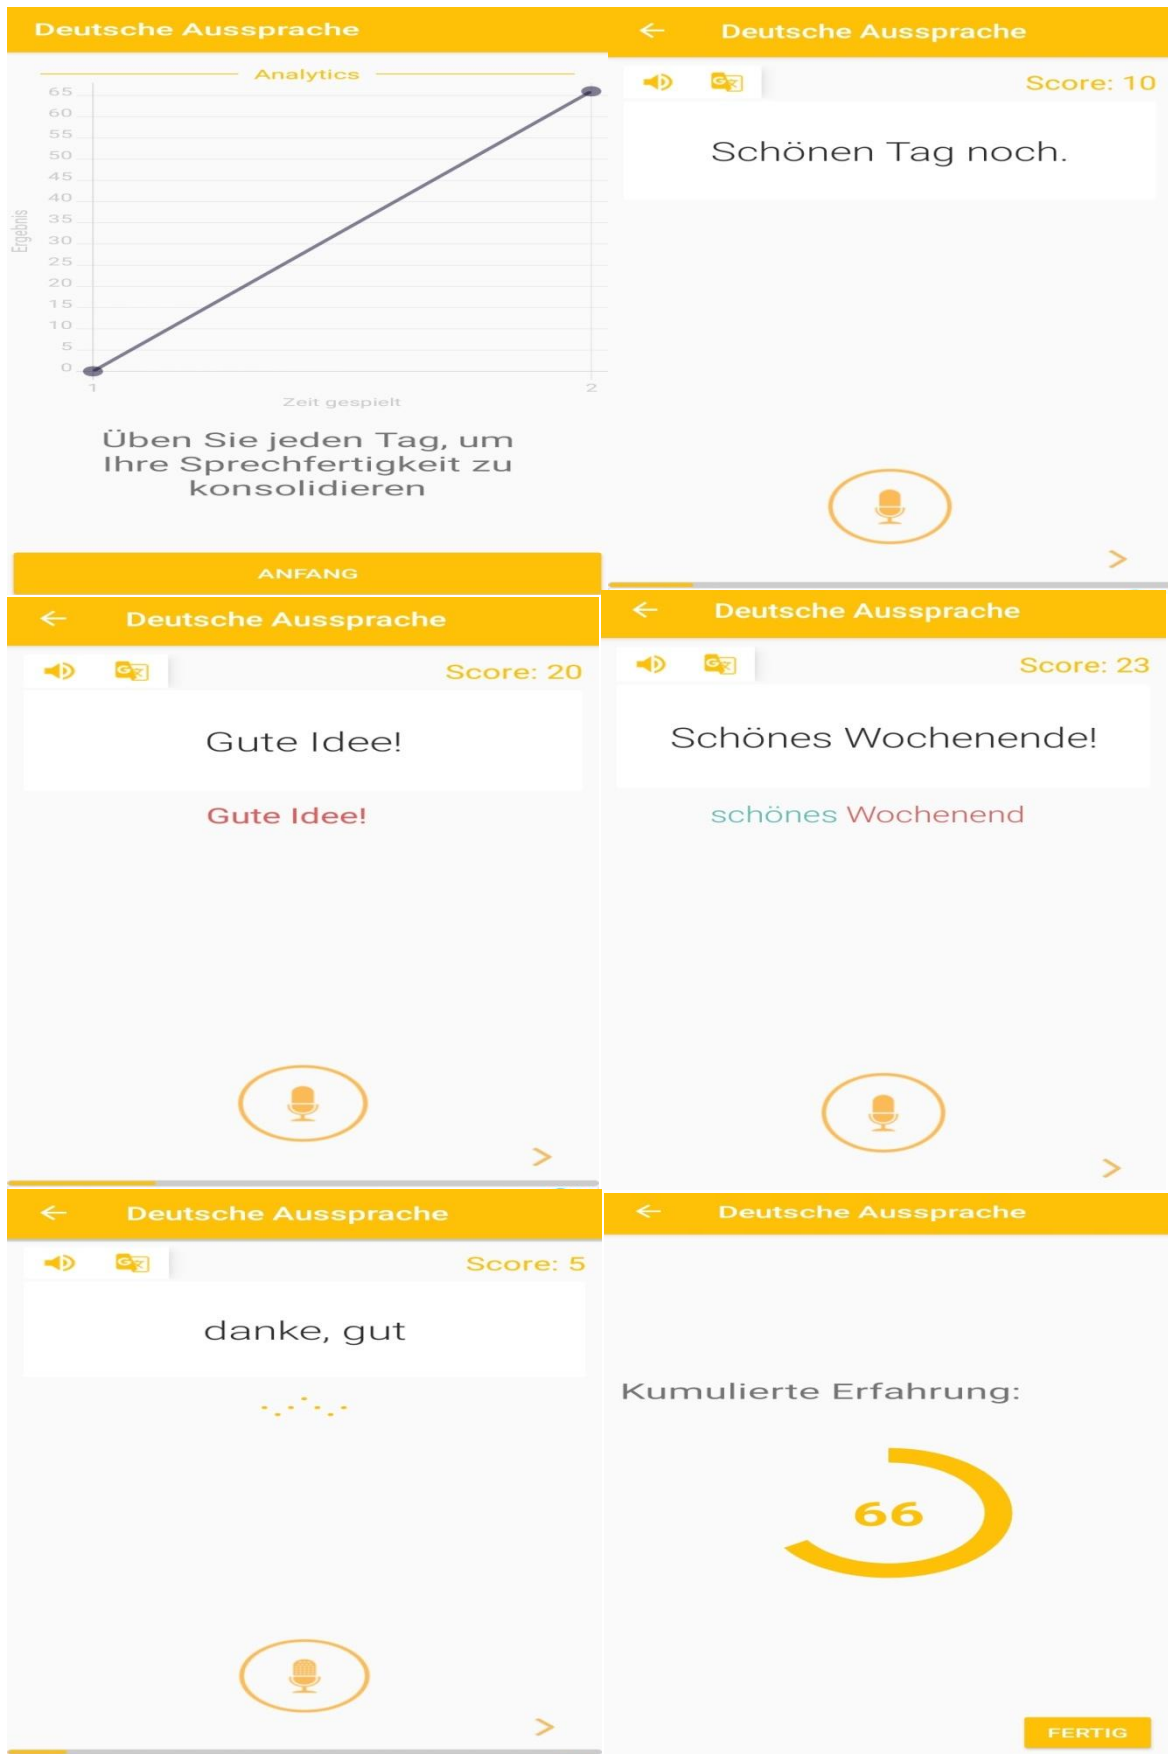 Deutsche Aussprache
Analytics
65
60
55
50
45
40
35
30
25
20
15
10
5
0
Ergebnis
1 2
Zeit gespielt
Üben Sie jeden Tag, um
Ihre Sprechfertigkeit zu
konsolidieren
ANFANG
Deutsche Aussprache
Score: 10
Schönen Tag noch.
Deutsche Aussprache
Score: 20
Gute Idee!
Gute Idee!
Deutsche Aussprache
Score: 23
Schönes Wochenende!
schönes Wochenend
Deutsche Aussprache
Score: 5
danke, gut
Deutsche Aussprache
Kumulierte Erfahrung:
66
FERTIG